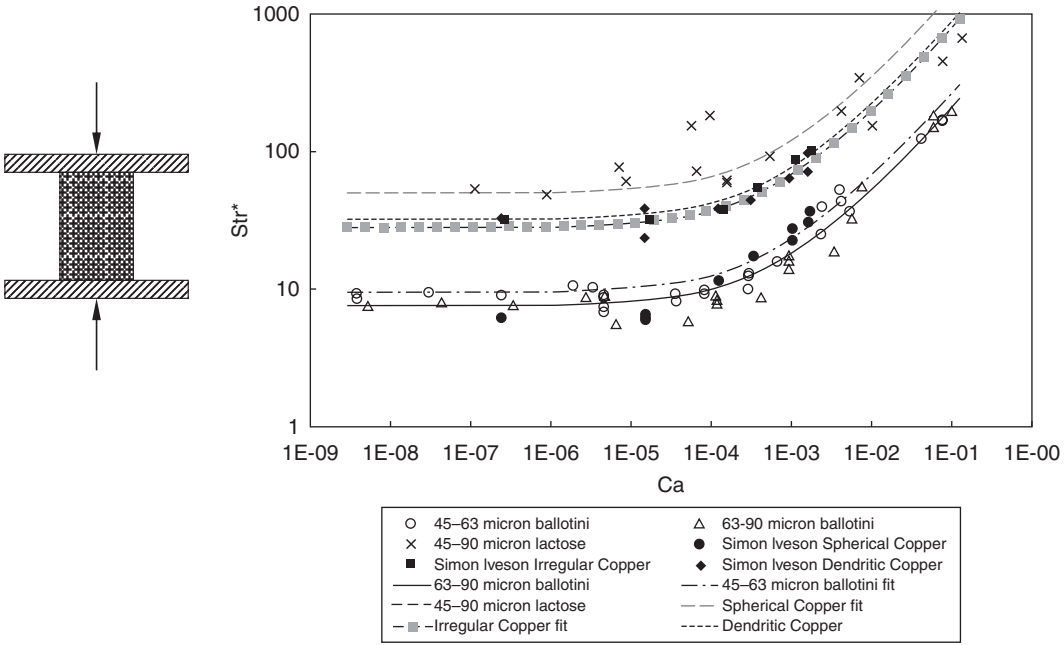 1000
100
10
1
Str*
1E-09 1E-08 1E-07 1E-06 1E-05 1E-04 1E-03 1E-02 1E-01 1E-00
Ca
45–63 micron ballotini 63-90 micron ballotini
45–90 micron lactose Simon Iveson Spherical Copper
Simon Iveson Irregular Copper Simon Iveson Dendritic Copper
63–90 micron ballotini 45–63 micron ballotini fit
45–90 micron lactose Spherical Copper fit
Irregular Copper fit Dendritic Copper